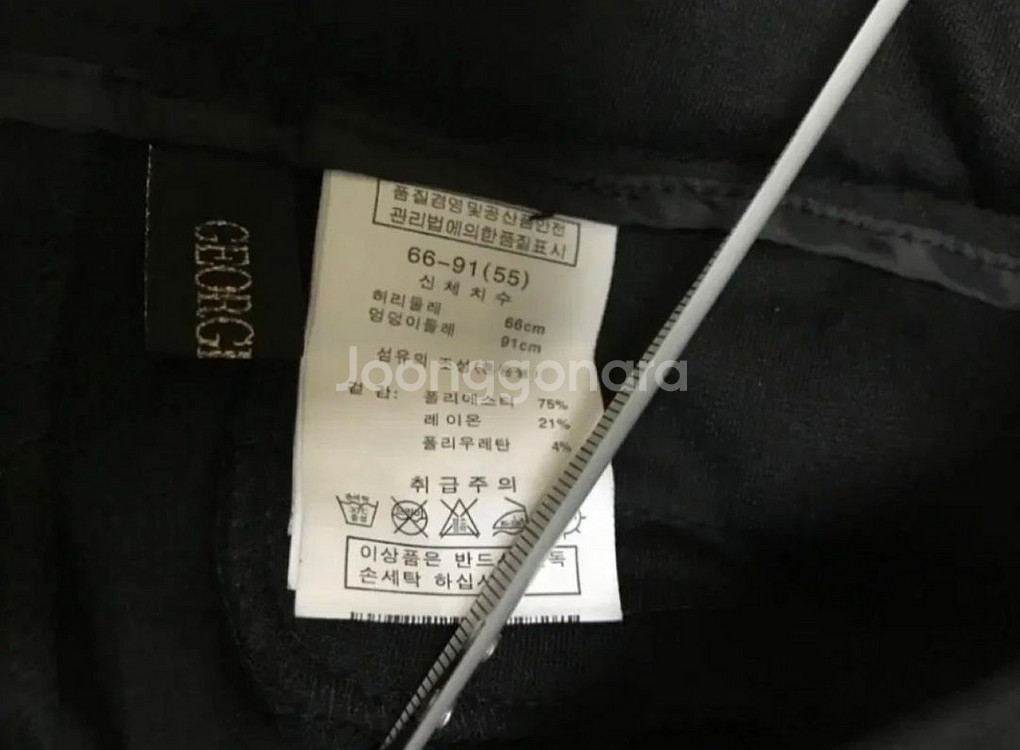 GEORG
품질경영및공산품안전
관리법에의한품질표시
66-91(55)
신체치수
허리둘레 66cm
엉덩이둘레 91cm
섬유의 조성
겉 감: 폴리에스터 75%
레이온 21%
폴리우레탄 4%
취급주의
이상품은 반드시 단독
손세탁 하십시
Joonggonara